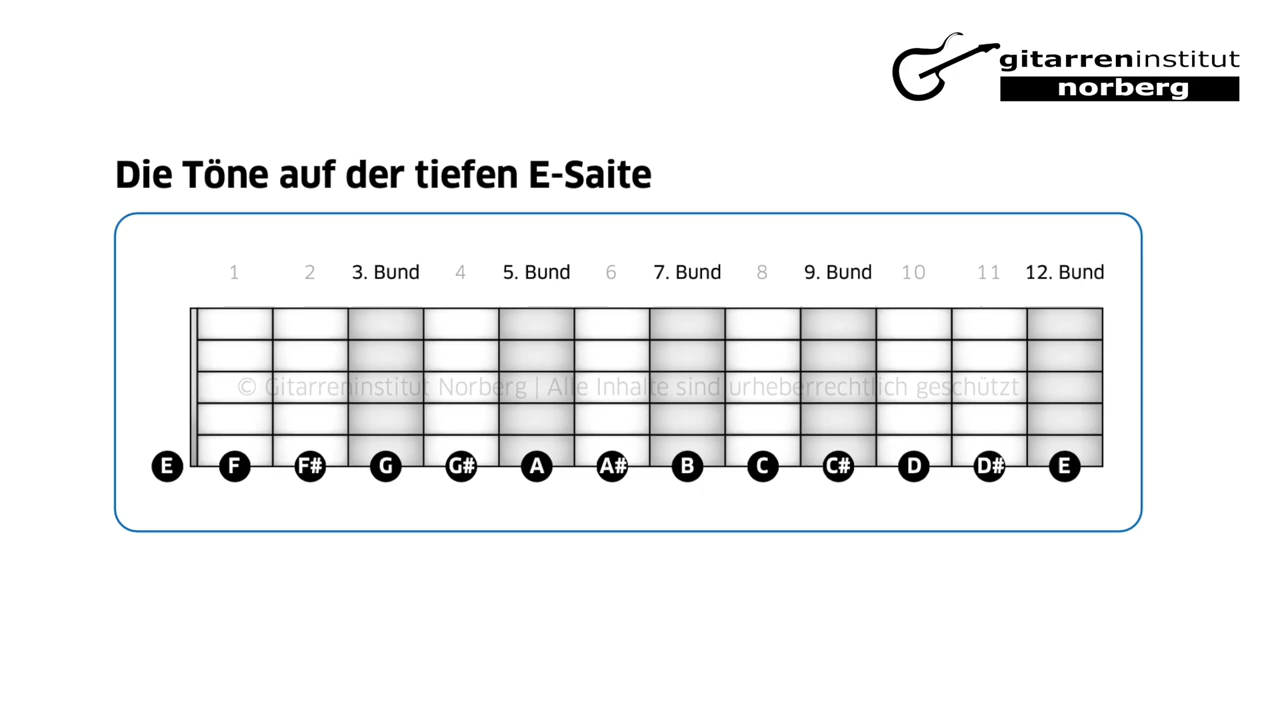 gitarreninstitut
norberg
Die Töne auf der tiefen E-Saite
1 2 3. Bund 4 5. Bund 6 7. Bund 8 9. Bund 10 11 12. Bund
© Gitarreninstitut Norberg | Alle Inhalte sind urheberrechtlich geschützt
E F F# G G# A A# B C C# D D# E